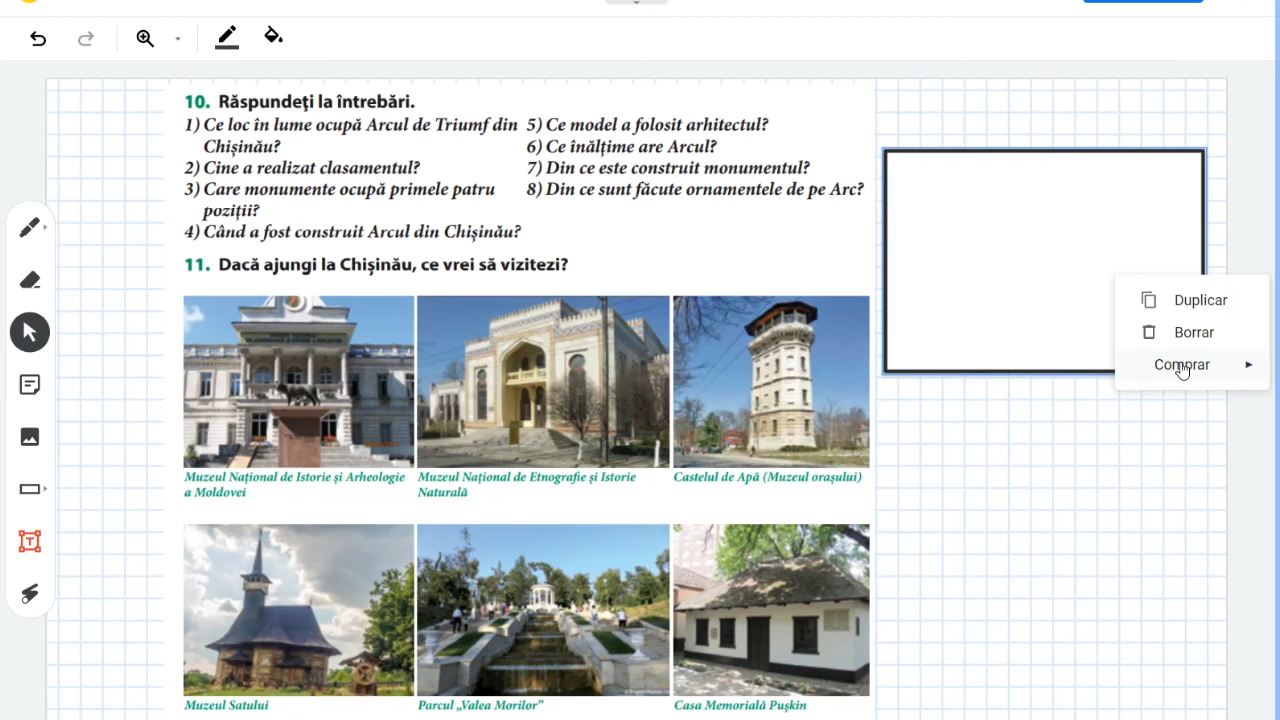 10. Răspundeţi la întrebări.
1) Ce loc în lume ocupă Arcul de Triumf din
Chişinău?
2) Cine a realizat clasamentul?
3) Care monumente ocupă primele patru
poziţii?
4) Când a fost construit Arcul din Chişinău?
5) Ce model a folosit arhitectul?
6) Ce înălţime are Arcul?
7) Din ce este construit monumentul?
8) Din ce sunt făcute ornamentele de pe Arc?
11. Dacă ajungi la Chişinău, ce vrei să vizitezi?
Muzeul Naţional de Istorie şi Arheologie
a Moldovei
Muzeul Naţional de Etnografie şi Istorie
Naturală
Castelul de Apă (Muzeul oraşului)
Muzeul Satului
Parcul „Valea Morilor”
Casa Memorială Puşkin
Duplicar
Borrar
Comprar